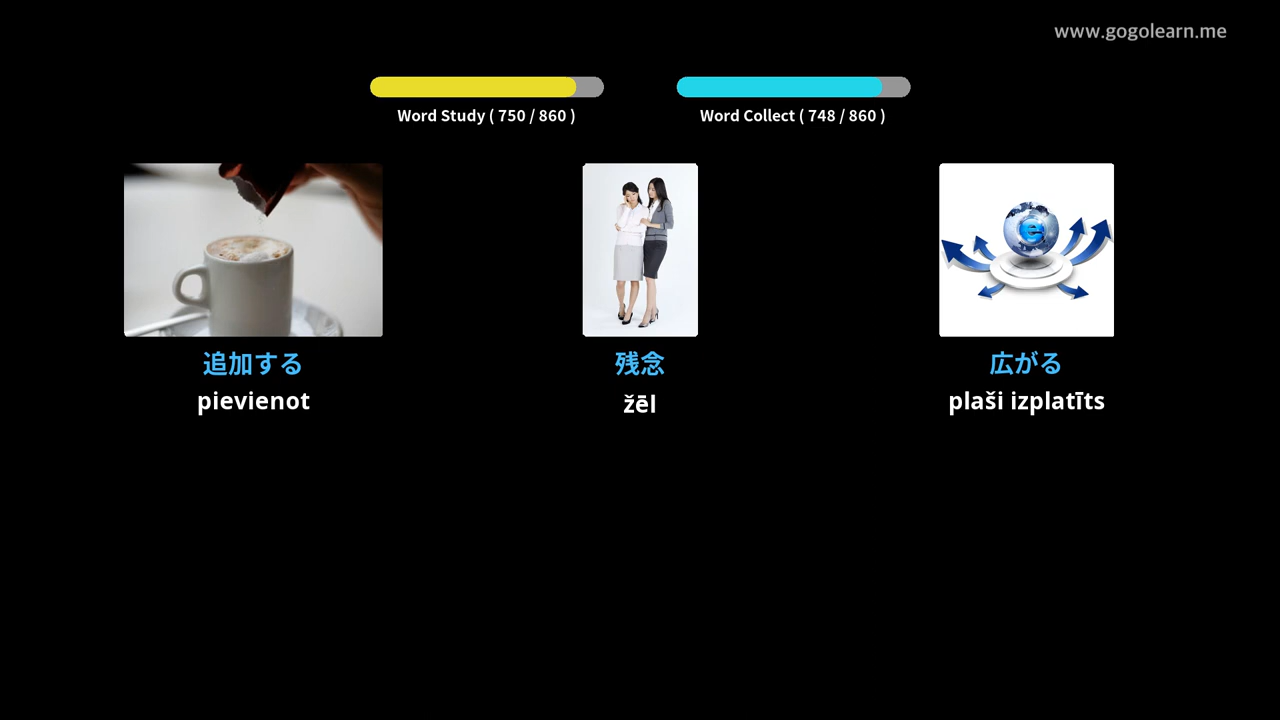 www.gogolearn.me
Word Study ( 750 / 860 )
Word Collect ( 748 / 860 )
追加する
残念
広がる
pievienot
žēl
plaši izplatīts